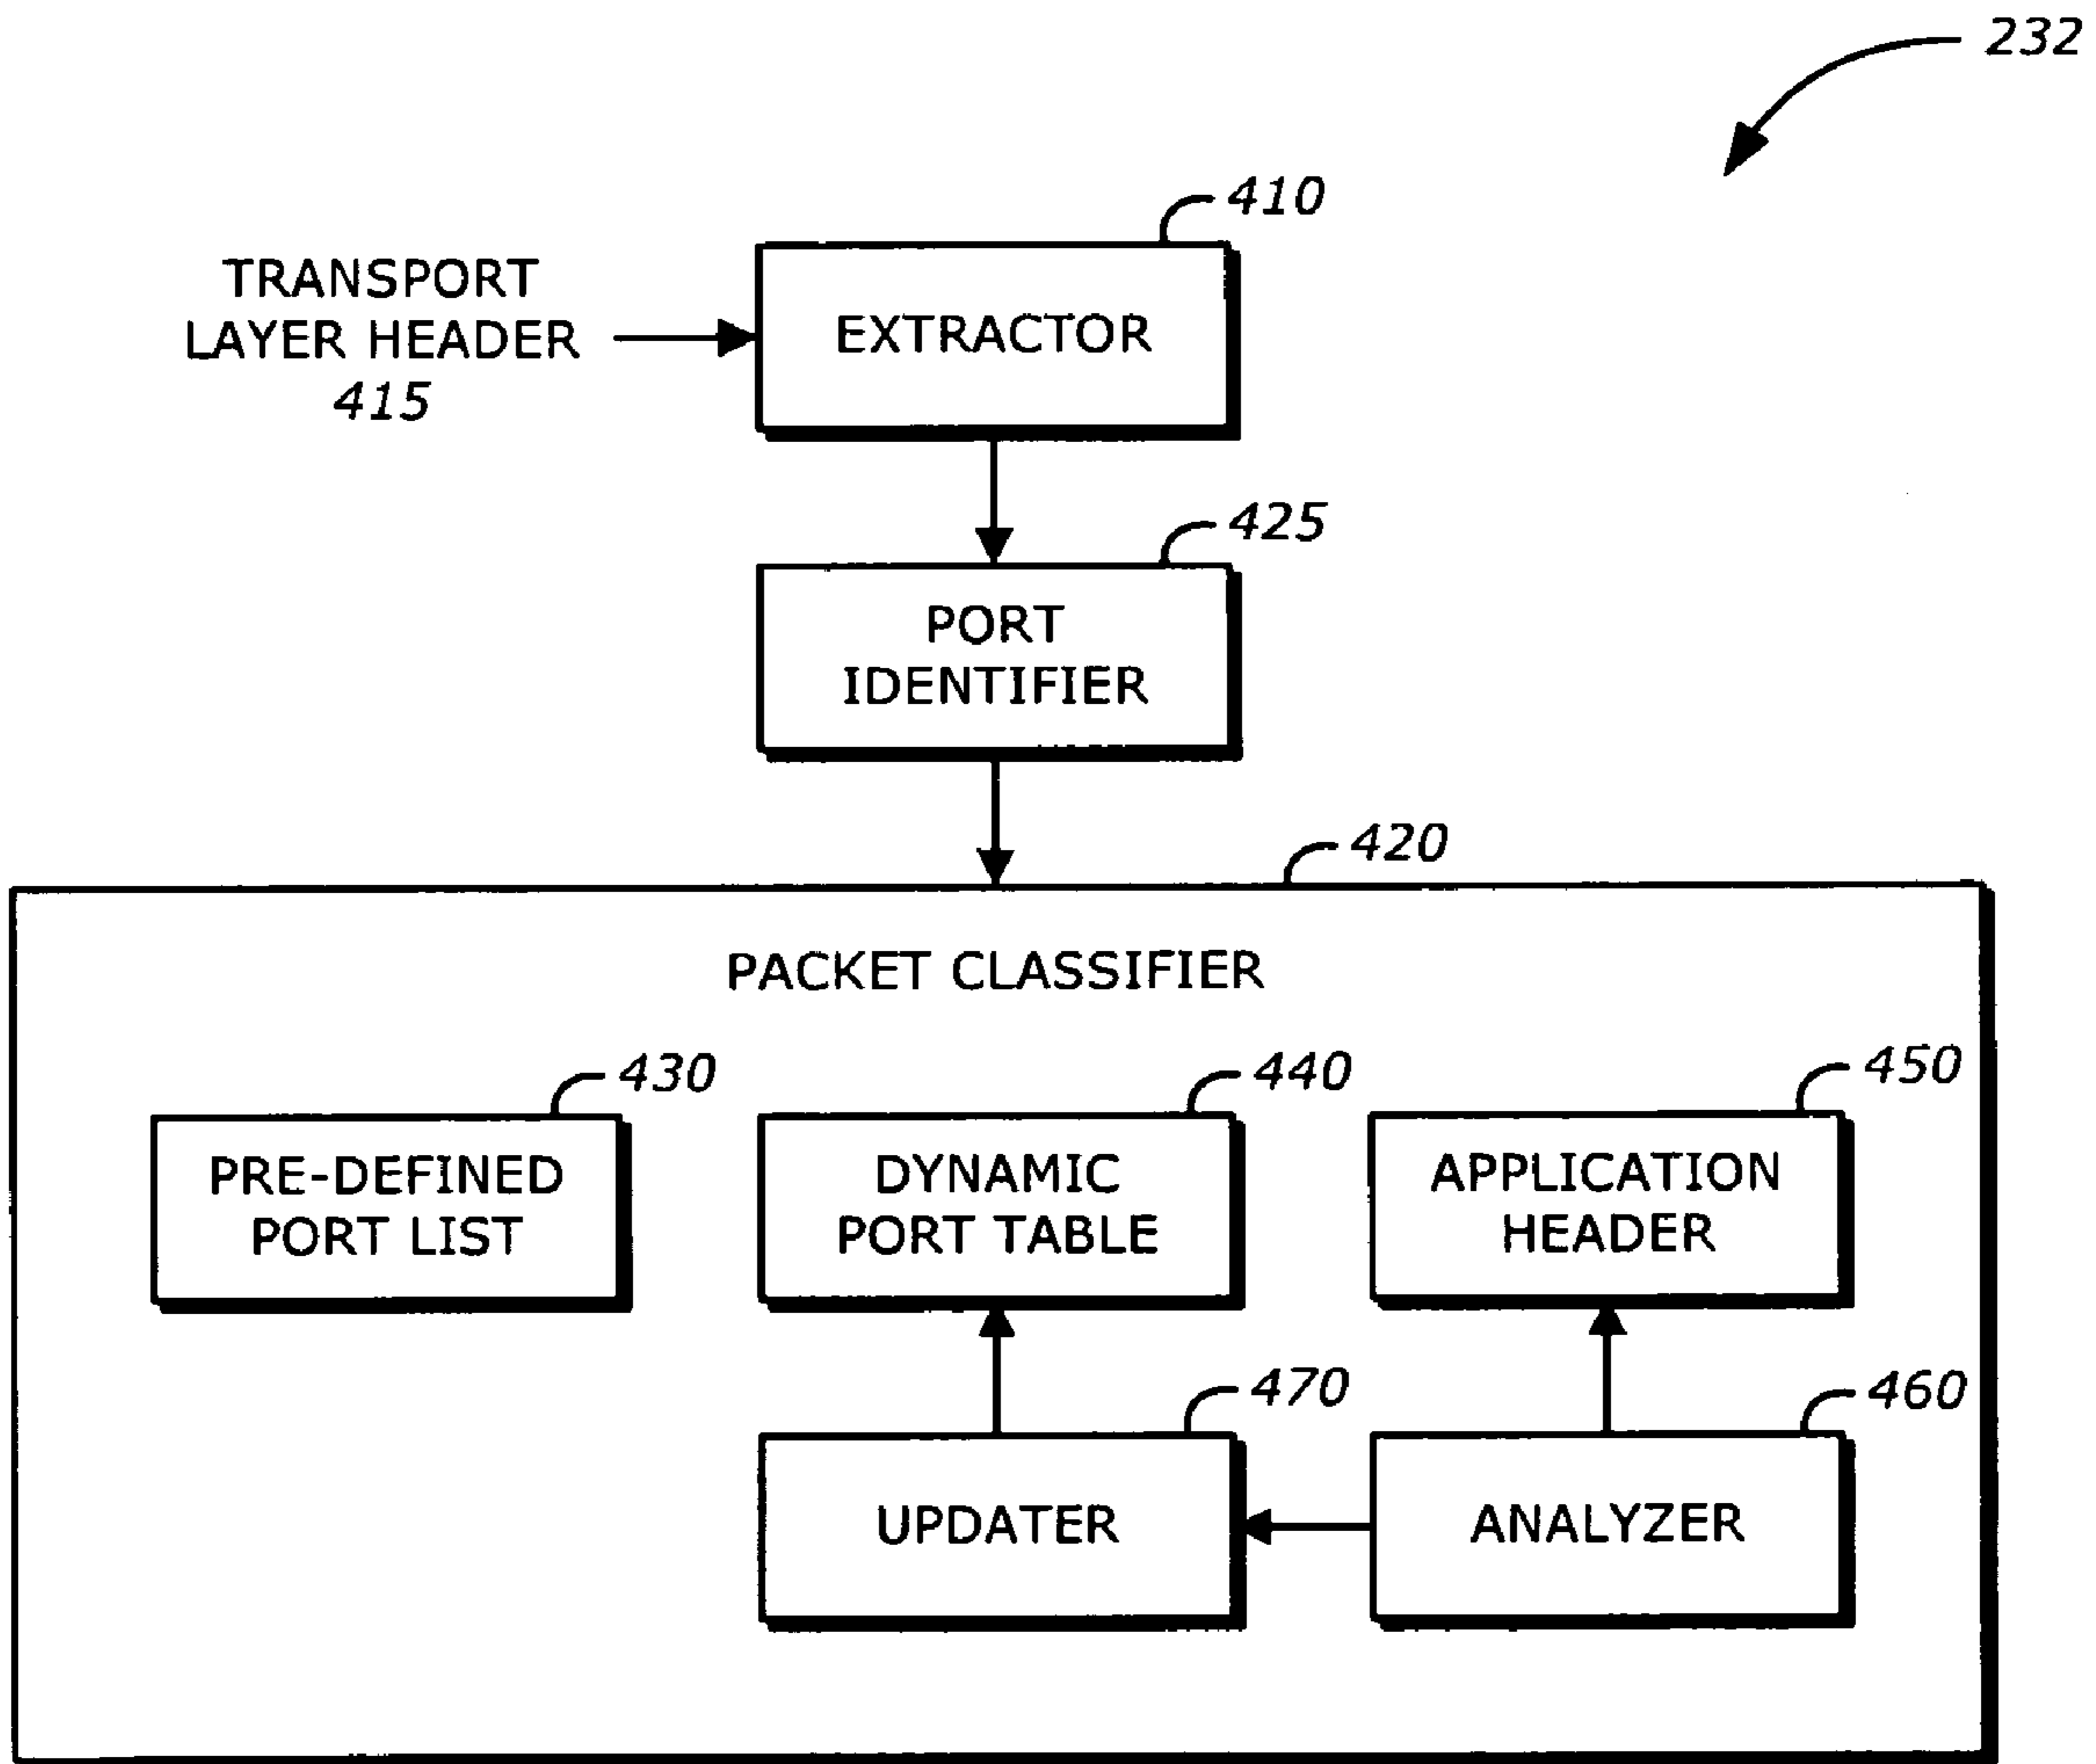 232
410
TRANSPORT
LAYER HEADER
415
EXTRACTOR
425
PORT
IDENTIFIER
420
PACKET CLASSIFIER
430
440
450
PRE-DEFINED
PORT LIST
DYNAMIC
PORT TABLE
APPLICATION
HEADER
470
460
UPDATER
ANALYZER